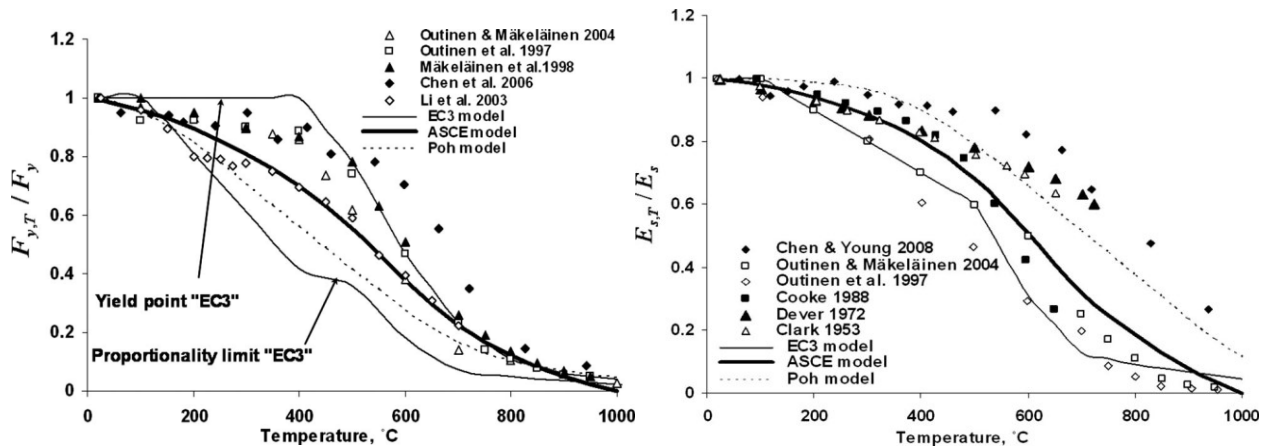 1.2
1
0.8
0.6
0.4
0.2
0
F_{y,T} / F_y
△ Outinen & Mäkeläinen 2004
□ Outinen et al. 1997
▲ Mäkeläinen et al.1998
◆ Chen et al. 2006
◇ Li et al. 2003
EC3 model
ASCE model
Poh model
Yield point "EC3"
Proportionality limit "EC3"
0 200 400 600 800 1000
Temperature, °C
1.2
1
0.8
0.6
0.4
0.2
0
E_{s,T} / E_s
◆ Chen & Young 2008
□ Outinen & Mäkeläinen 2004
◇ Outinen et al. 1997
■ Cooke 1988
▲ Dever 1972
△ Clark 1953
EC3 model
ASCE model
Poh model
0 200 400 600 800 1000
Temperature, °C